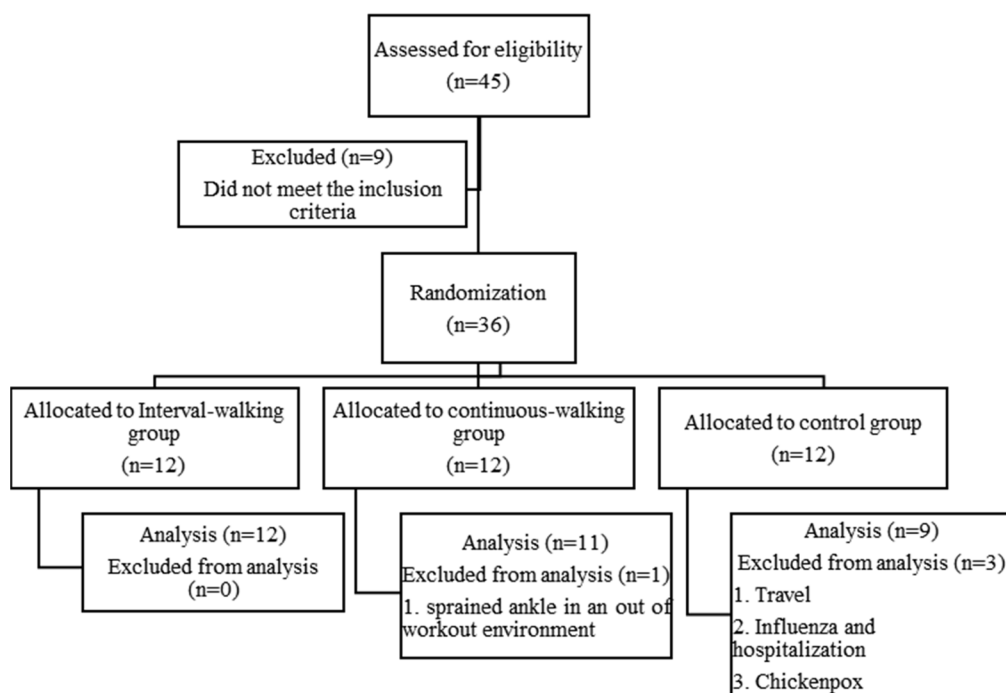 Assessed for eligibility
(n=45)
Excluded (n=9)
Did not meet the inclusion
criteria
Randomization
(n=36)
Allocated to Interval-walking
group
(n=12)
Allocated to continuous-walking
group
(n=12)
Allocated to control group
(n=12)
Analysis (n=12)
Excluded from analysis
(n=0)
Analysis (n=11)
Excluded from analysis (n=1)
1. sprained ankle in an out of
workout environment
Analysis (n=9)
Excluded from analysis (n=3)
1. Travel
2. Influenza and
hospitalization
3. Chickenpox